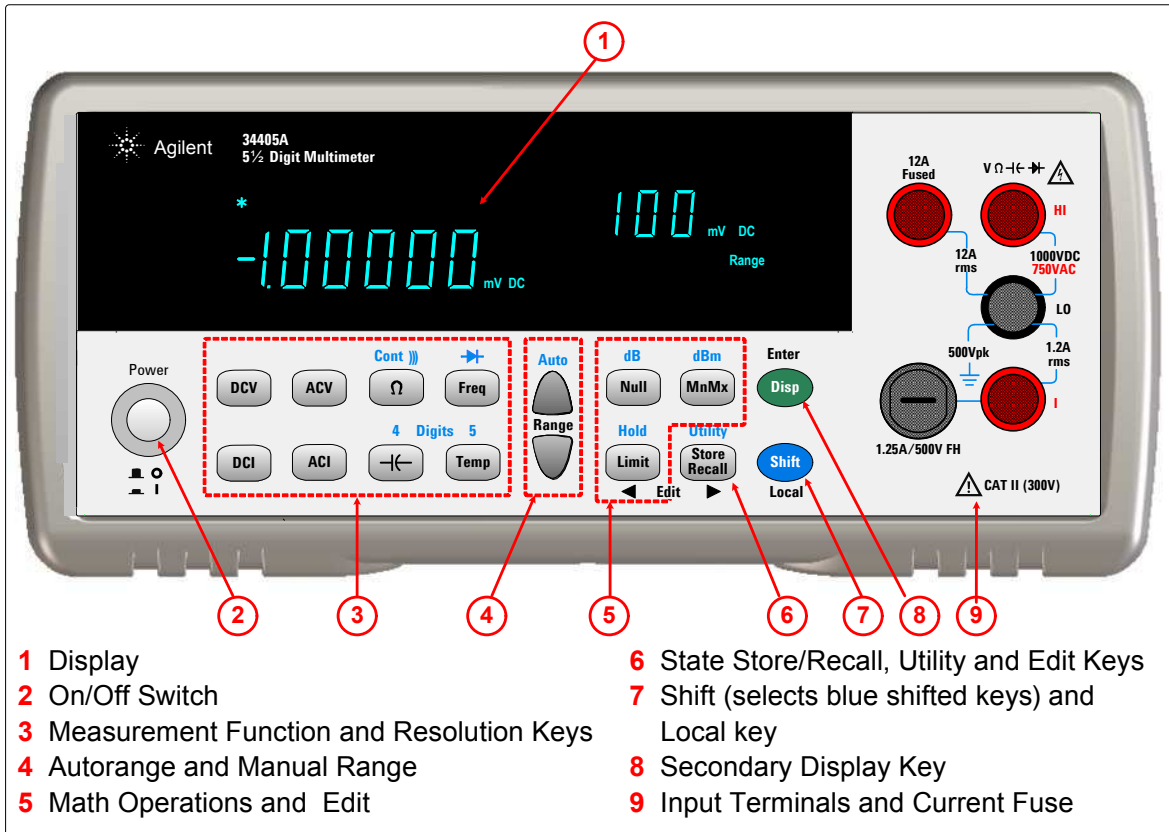 1
Agilent
34405A
5½ Digit Multimeter
*
-1.00000 mV DC
100 mV DC
Range
12A
Fused
V Ω
HI
12A
rms
1000VDC
750VAC
LO
500Vpk
1.2A
rms
I
1.25A/500V FH
CAT II (300V)
Power
O
I
Cont )))
DCV ACV Ω Freq
4 Digits 5
DCI ACI Temp
Auto
Range
dB dBm
Null MnMx
Hold Utility
Limit Store
Recall
Edit
Enter
Disp
Shift
Local
2 3 4 5 6 7 8 9
1 Display
2 On/Off Switch
3 Measurement Function and Resolution Keys
4 Autorange and Manual Range
5 Math Operations and Edit
6 State Store/Recall, Utility and Edit Keys
7 Shift (selects blue shifted keys) and
Local key
8 Secondary Display Key
9 Input Terminals and Current Fuse